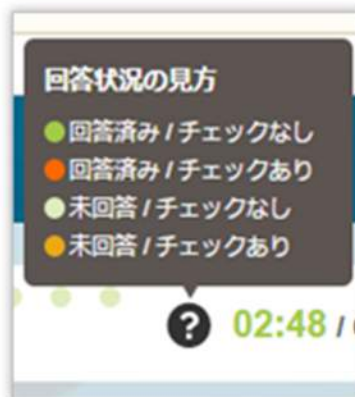 回答状況の見方
回答済み / チェックなし
回答済み / チェックあり
未回答 / チェックなし
未回答 / チェックあり
? 02:48 /